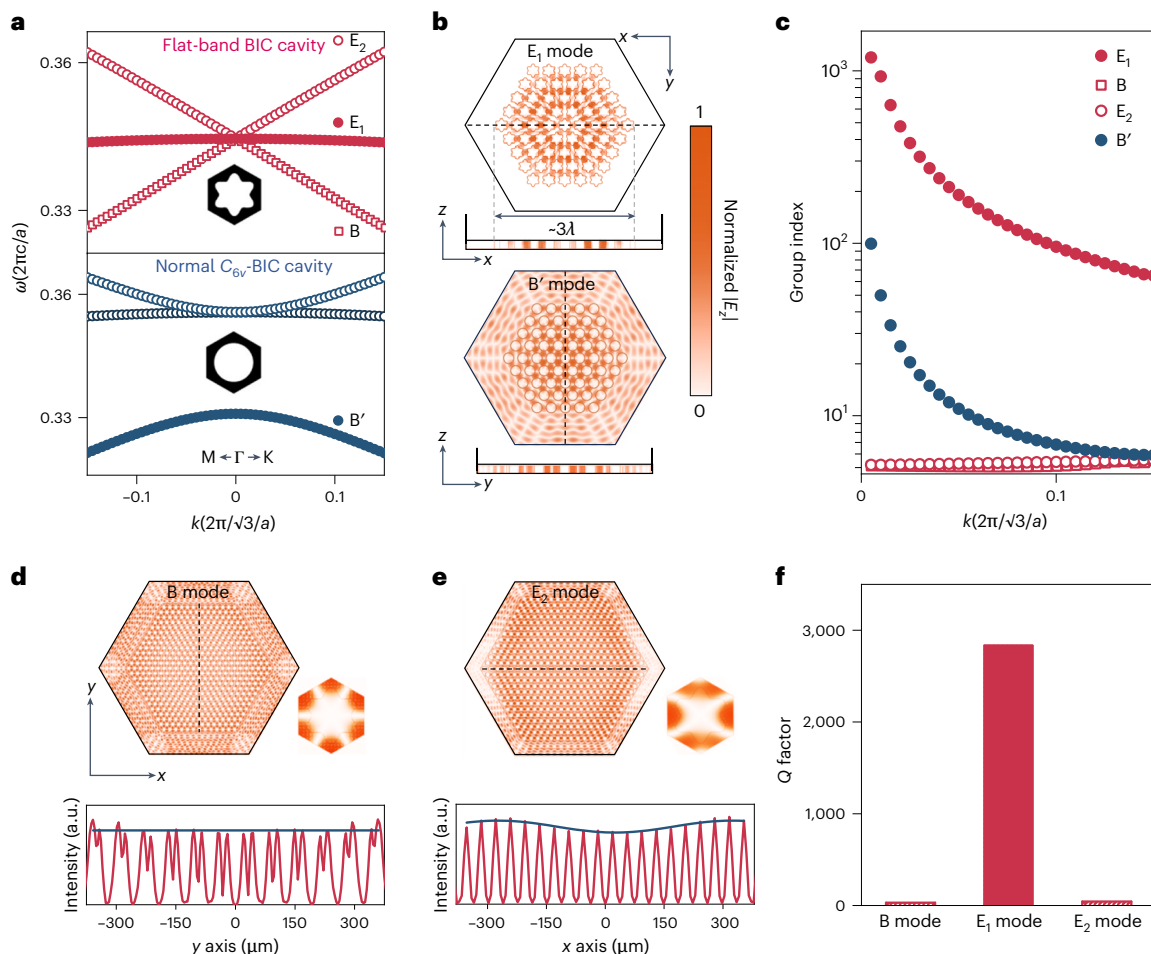 a
Flat-band BIC cavity
E2
E1
B
0.36
0.33
Normal C6v-BIC cavity
0.36
0.33
B′
M ← Γ → K
ω(2πc/a)
−0.1
0
0.1
k(2π/√3/a)
b
E1 mode
x
y
~3λ
z
x
B′ mode
z
y
1
Normalized |Ez|
0
c
E1
B
E2
B′
10³
10²
10¹
Group index
0
0.1
k(2π/√3/a)
d
B mode
y
x
Intensity (a.u.)
−300
−150
0
150
300
y axis (μm)
e
E2 mode
Intensity (a.u.)
−300
−150
0
150
300
x axis (μm)
f
3,000
2,000
1,000
0
Q factor
B mode
E1 mode
E2 mode